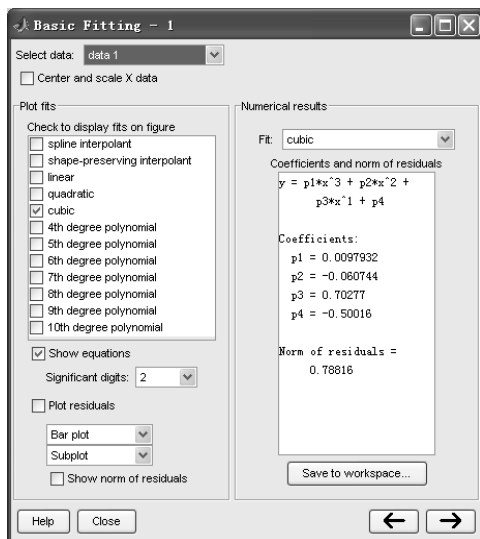 Basic Fitting - 1
Select data: data 1
Center and scale X data
Plot fits
Check to display fits on figure
spline interpolant
shape-preserving interpolant
linear
quadratic
cubic
4th degree polynomial
5th degree polynomial
6th degree polynomial
7th degree polynomial
8th degree polynomial
9th degree polynomial
10th degree polynomial
Show equations
Significant digits: 2
Plot residuals
Bar plot
Subplot
Show norm of residuals
Numerical results
Fit: cubic
Coefficients and norm of residuals
y = p1*x^3 + p2*x^2 +
p3*x^1 + p4
Coefficients:
p1 = 0.0097932
p2 = -0.060744
p3 = 0.70277
p4 = -0.50016
Norm of residuals =
0.78816
Save to workspace...
Help Close